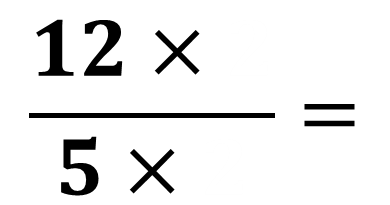 12 ×
5 ×
=